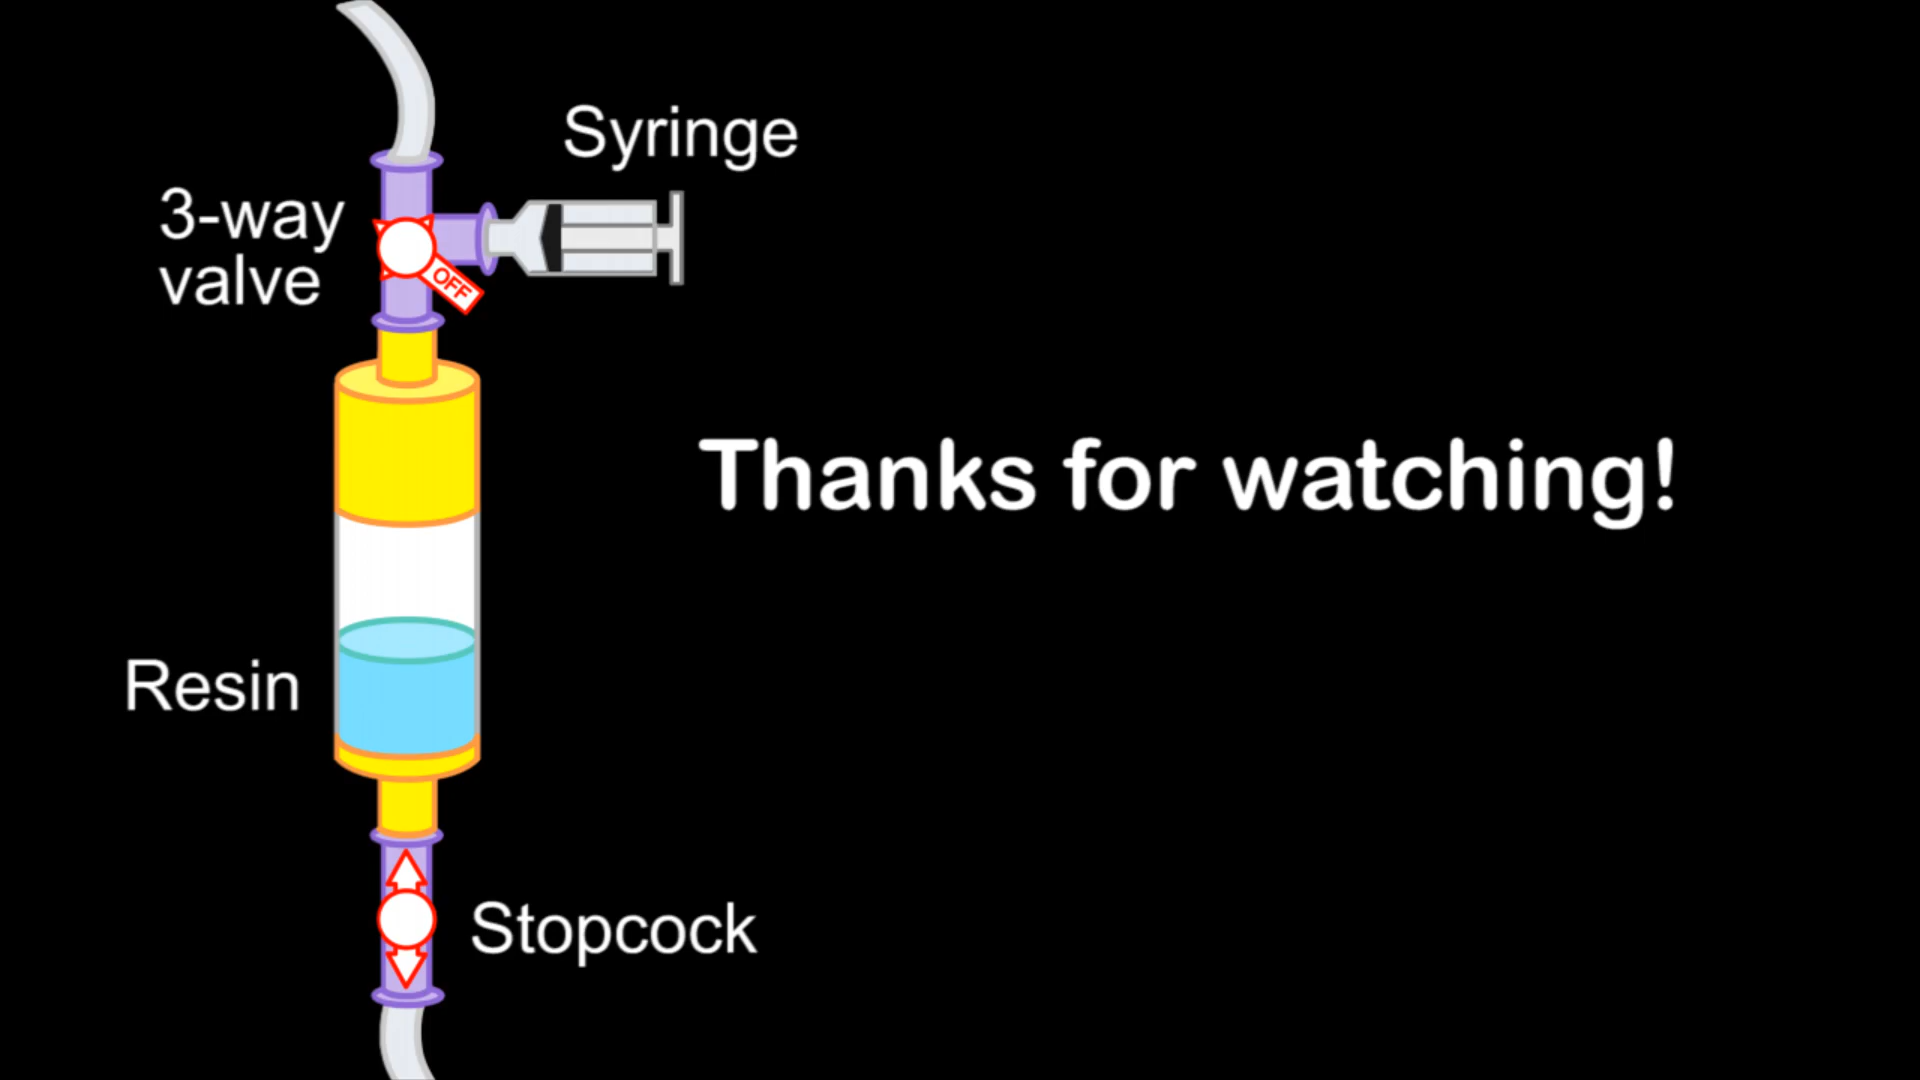 Syringe
3-way
valve
OFF
Thanks for watching!
Resin
Stopcock